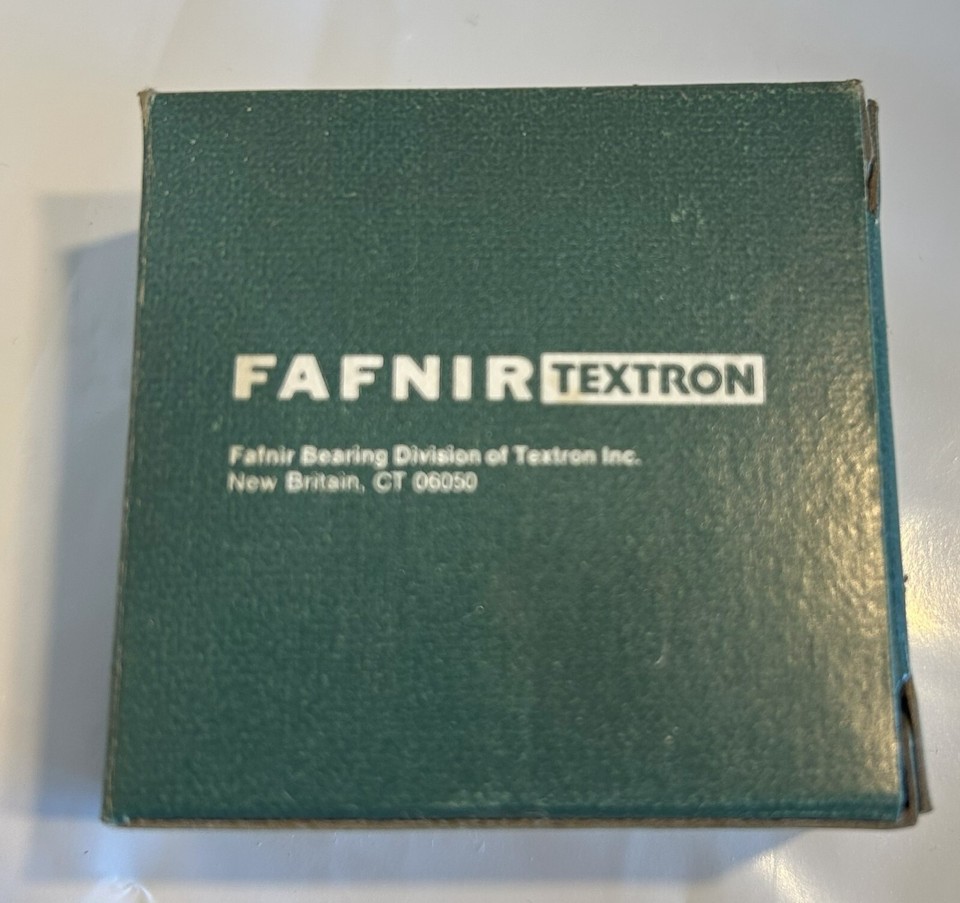 FAFNIR TEXTRON
Fafnir Bearing Division of Textron Inc.
New Britain, CT 06050